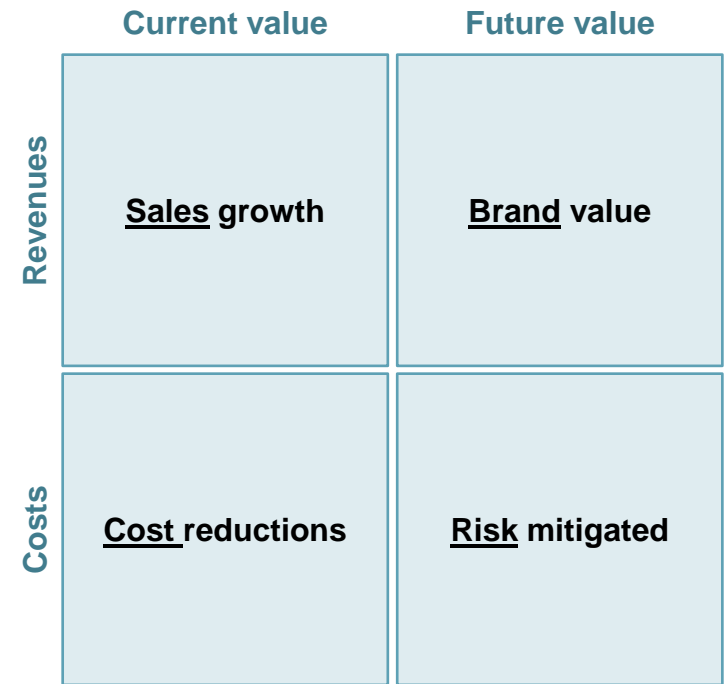 Current value
Future value
Revenues
Sales growth
Brand value
Costs
Cost reductions
Risk mitigated